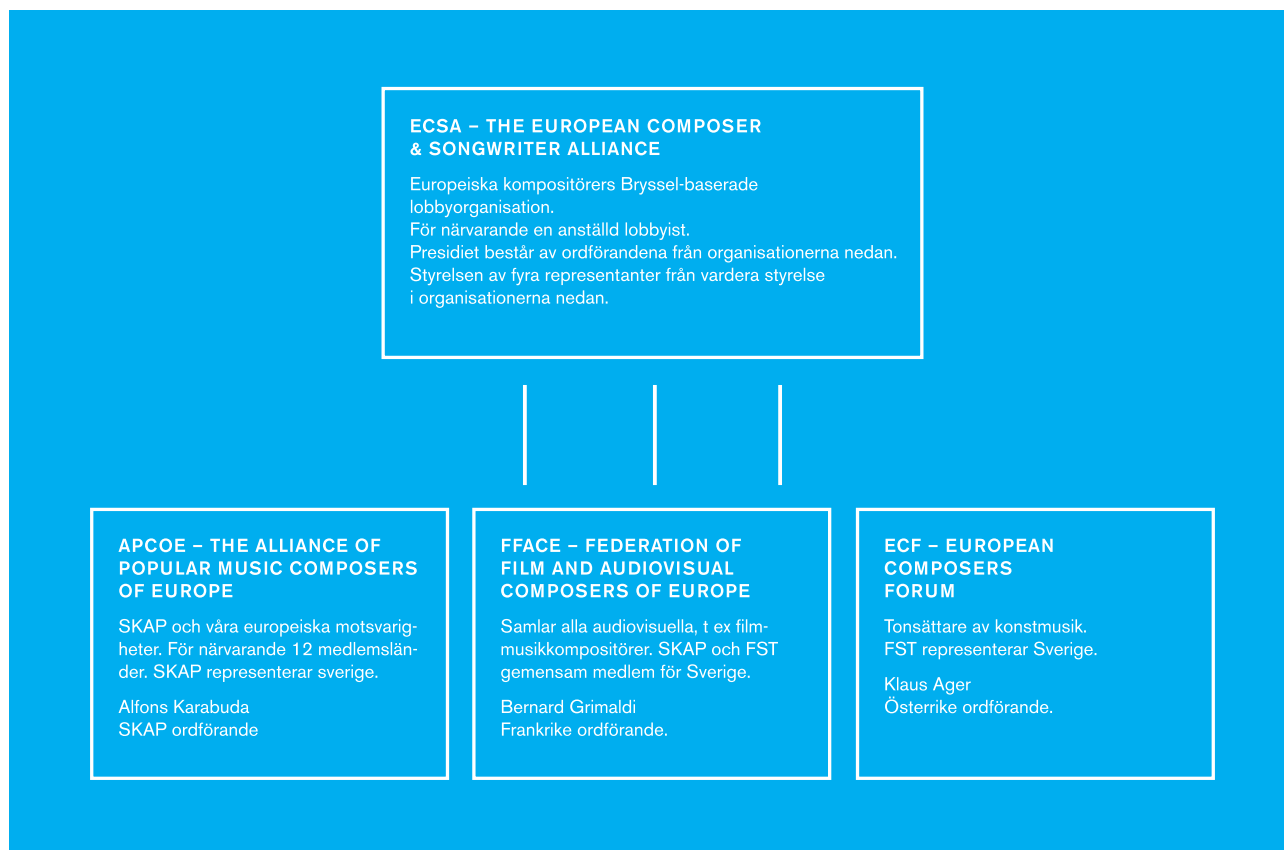 ECSA – THE EUROPEAN COMPOSER
& SONGWRITER ALLIANCE
Europeiska kompositörers Bryssel-baserade
lobbyorganisation.
För närvarande en anställd lobbyist.
Presidiet består av ordförandena från organisationerna nedan.
Styrelsen av fyra representanter från vardera styrelse
i organisationerna nedan.
APCOE – THE ALLIANCE OF
POPULAR MUSIC COMPOSERS
OF EUROPE
SKAP och våra europeiska motsvarig-
heter. För närvarande 12 medlemslän-
der. SKAP representerar sverige.
Alfons Karabuda
SKAP ordförande
FFACE – FEDERATION OF
FILM AND AUDIOVISUAL
COMPOSERS OF EUROPE
Samlar alla audiovisuella, t ex film-
musikkompositörer. SKAP och FST
gemensam medlem för Sverige.
Bernard Grimaldi
Frankrike ordförande.
ECF – EUROPEAN
COMPOSERS
FORUM
Tonsättare av konstmusik.
FST representerar Sverige.
Klaus Ager
Österrike ordförande.